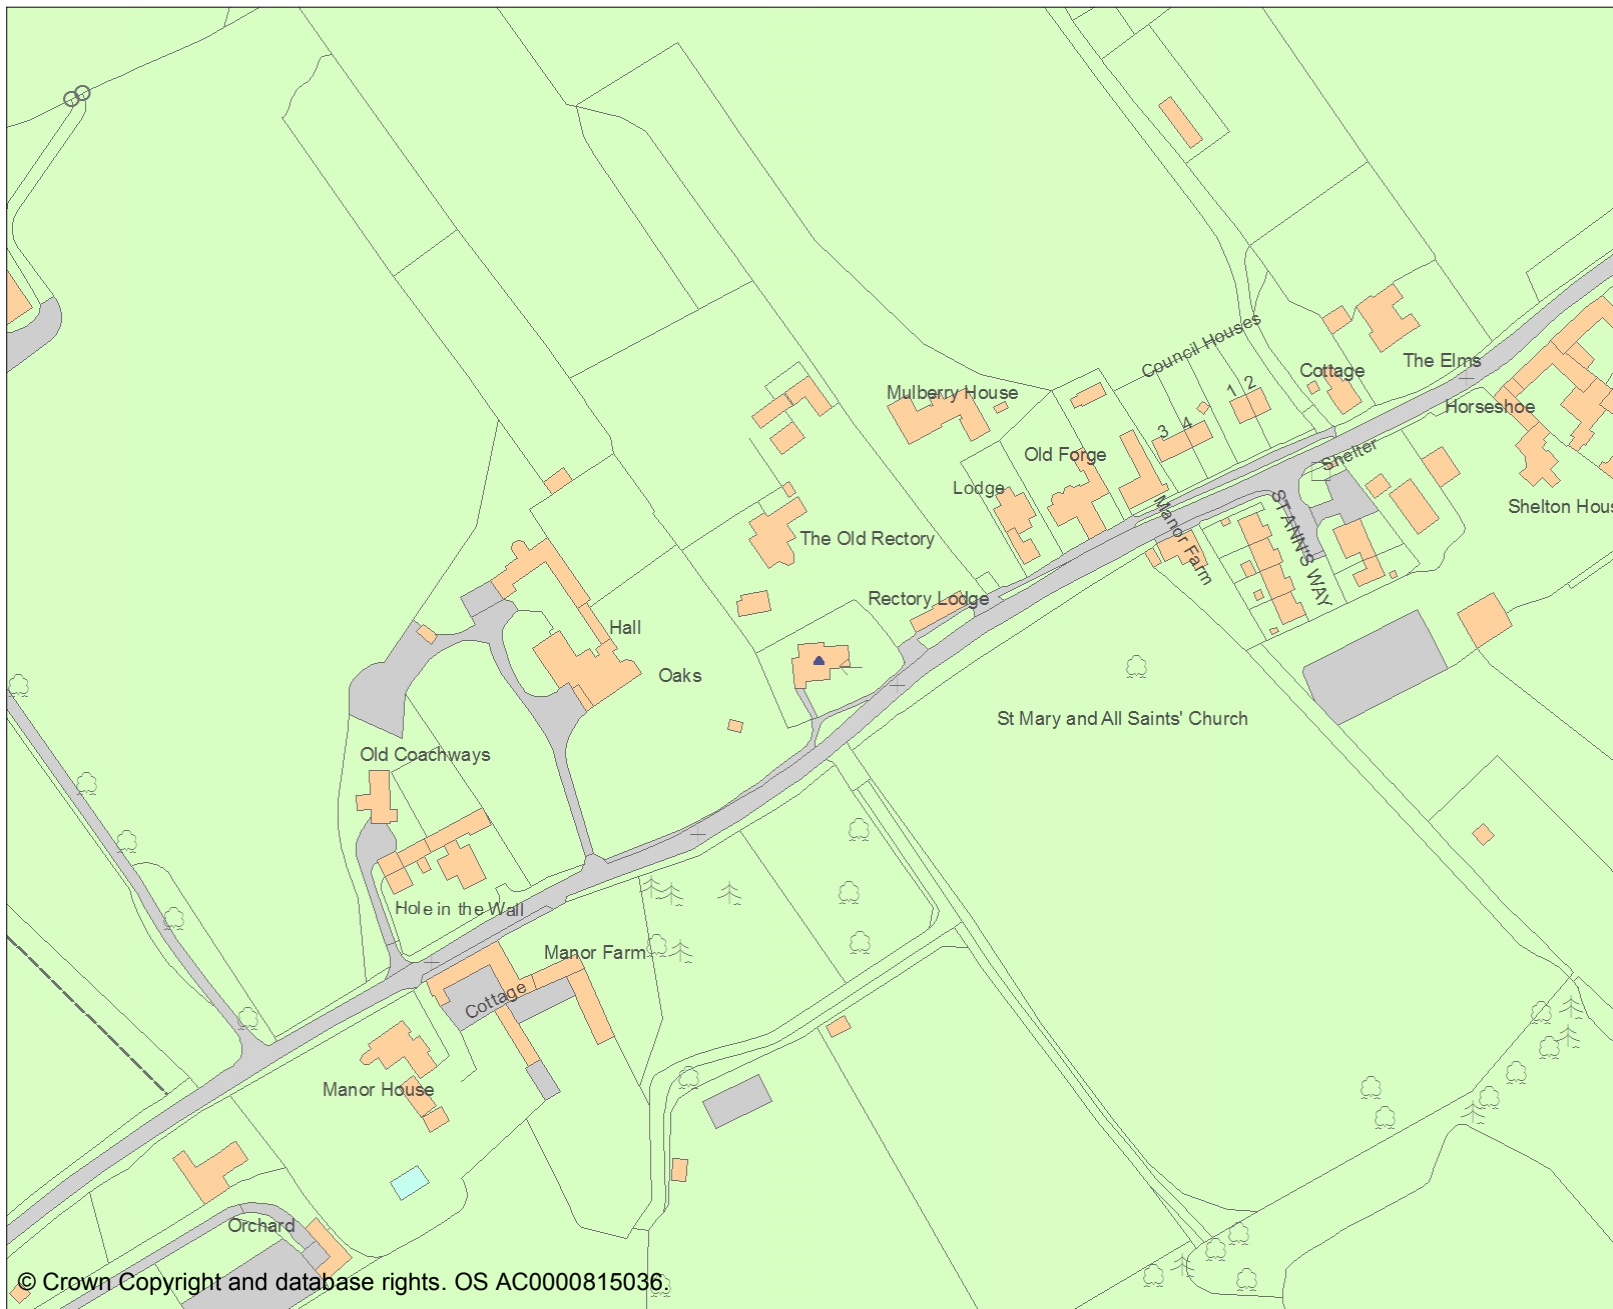 Council Houses
The Elms
Cottage
Mulberry House
1 2
Horseshoe
3 4
Old Forge
Shelter
Lodge
Shelton Hous
Manor Farm
ST ANN'S WAY
The Old Rectory
Rectory Lodge
Hall
Oaks
St Mary and All Saints' Church
Old Coachways
Hole in the Wall
Manor Farm
Cottage
Manor House
Orchard
© Crown Copyright and database rights. OS AC0000815036.